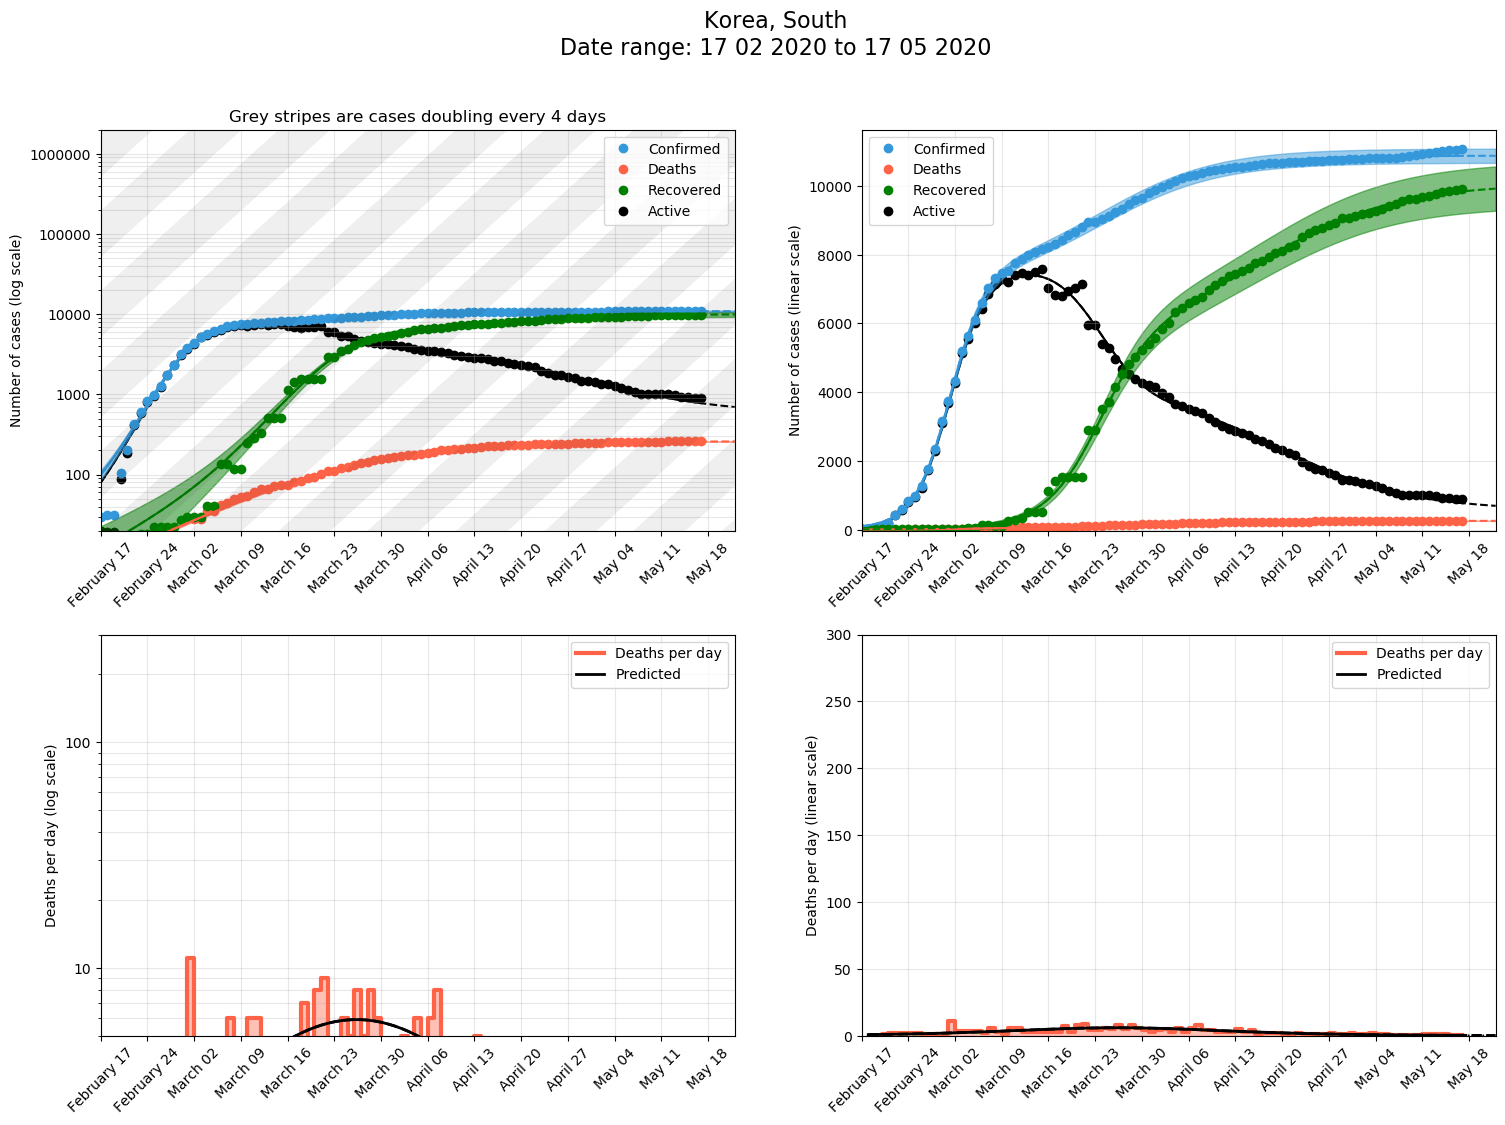 Korea, South
Date range: 17 02 2020 to 17 05 2020
Grey stripes are cases doubling every 4 days
Number of cases (log scale)
1000000
100000
10000
1000
100
Confirmed
Deaths
Recovered
Active
February 17
February 24
March 02
March 09
March 16
March 23
March 30
April 06
April 13
April 20
April 27
May 04
May 11
May 18
Number of cases (linear scale)
10000
8000
6000
4000
2000
0
Confirmed
Deaths
Recovered
Active
February 17
February 24
March 02
March 09
March 16
March 23
March 30
April 06
April 13
April 20
April 27
May 04
May 11
May 18
Deaths per day (log scale)
100
10
Deaths per day
Predicted
February 17
February 24
March 02
March 09
March 16
March 23
March 30
April 06
April 13
April 20
April 27
May 04
May 11
May 18
Deaths per day (linear scale)
300
250
200
150
100
50
0
Deaths per day
Predicted
February 17
February 24
March 02
March 09
March 16
March 23
March 30
April 06
April 13
April 20
April 27
May 04
May 11
May 18